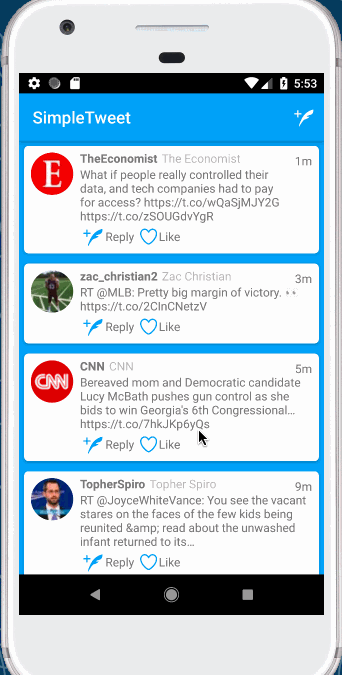 5:53
SimpleTweet
TheEconomist The Economist 1m
What if people really controlled their
data, and tech companies had to pay
for access? https://t.co/wQaSjMJY2G
https://t.co/zSOUGdvYgR
Reply Like
zac_christian2 Zac Christian 3m
RT @MLB: Pretty big margin of victory. 👀
https://t.co/2CInCNetzV
Reply Like
CNN CNN 5m
Bereaved mom and Democratic candidate
Lucy McBath pushes gun control as she
bids to win Georgia's 6th Congressional…
https://t.co/7hkJKp6yQs
Reply Like
TopherSpiro Topher Spiro 9m
RT @JoyceWhiteVance: You see the vacant
stares on the faces of the few kids being
reunited &amp; read about the unwashed
infant returned to its…
Reply Like
E
CNN